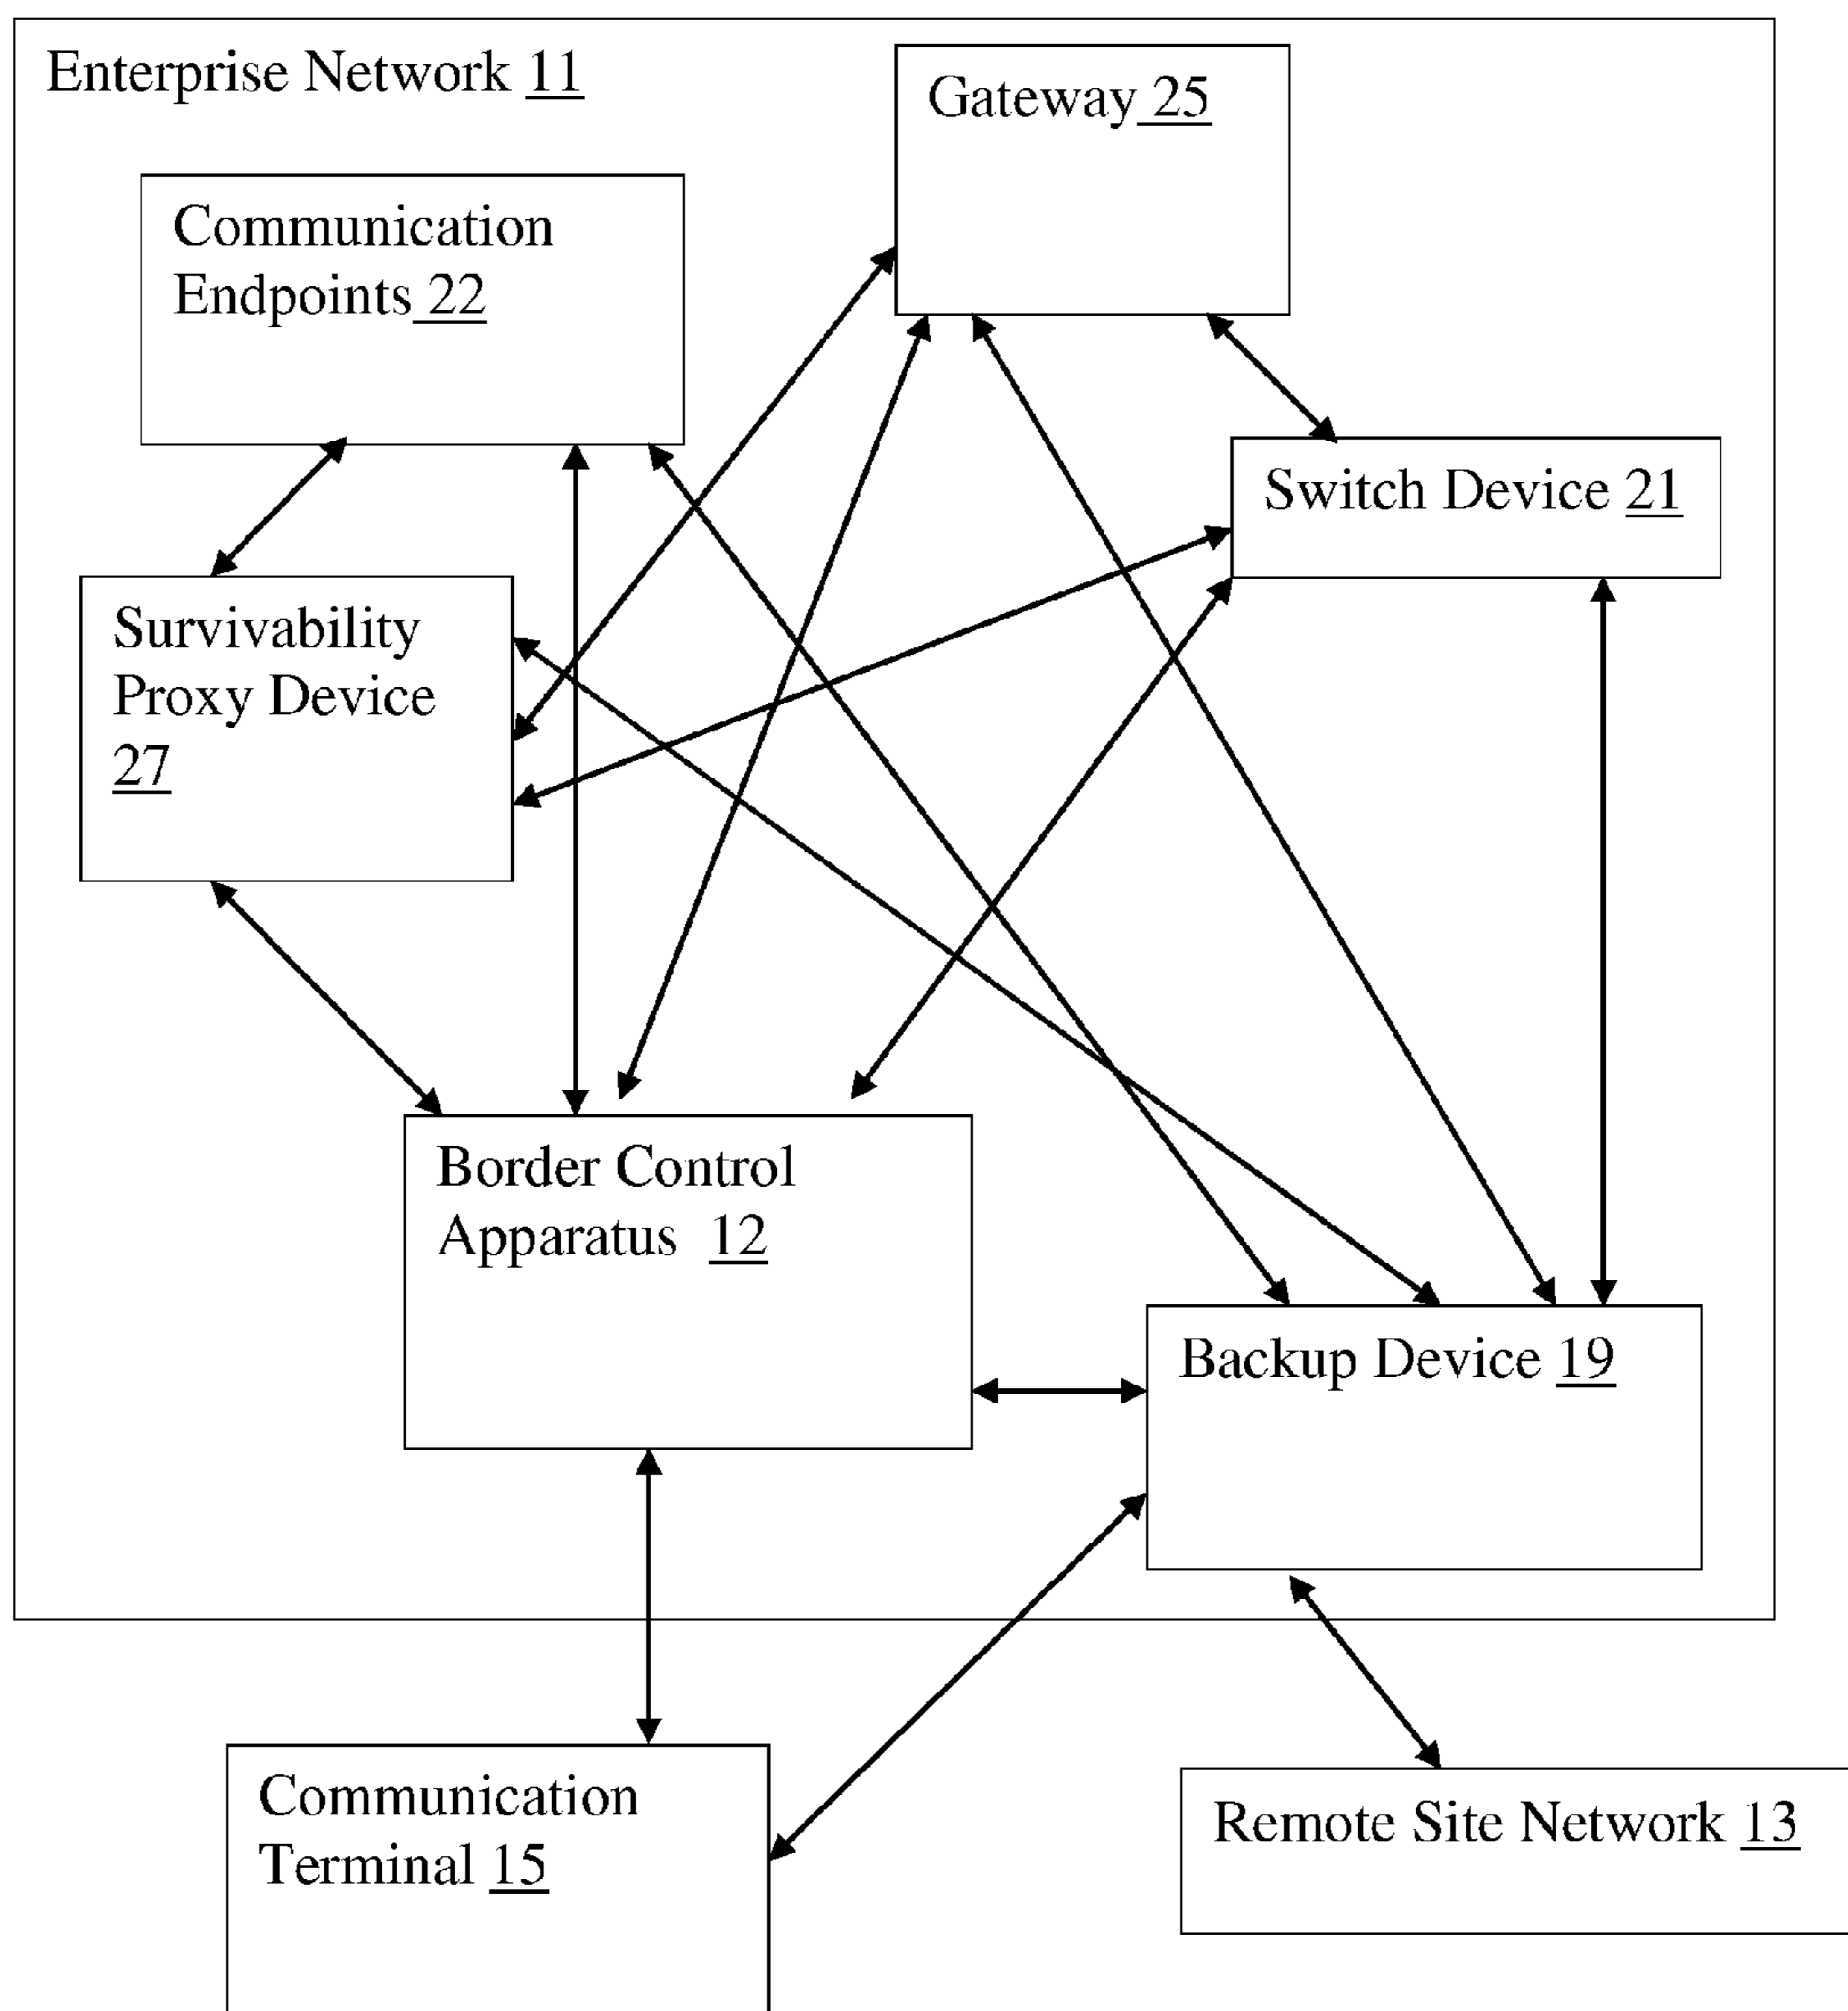 Enterprise Network 11
Gateway 25
Communication
Endpoints 22
Switch Device 21
Survivability
Proxy Device
27
Border Control
Apparatus 12
Backup Device 19
Communication
Terminal 15
Remote Site Network 13